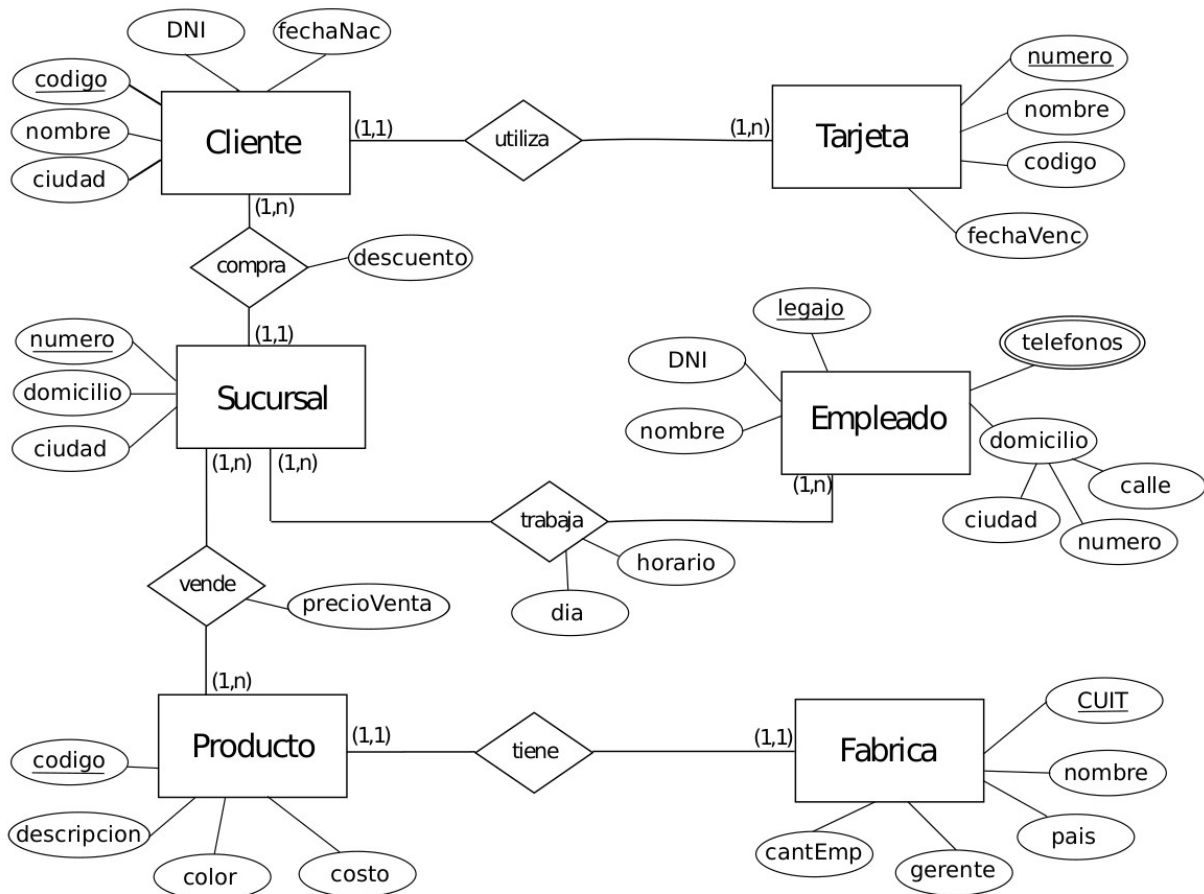 DNI
fechaNac
codigo
nombre
ciudad
Cliente
(1,1)
utiliza
(1,n)
Tarjeta
numero
nombre
codigo
fechaVenc
(1,n)
compra
descuento
(1,1)
numero
domicilio
ciudad
Sucursal
(1,n)
(1,n)
legajo
DNI
nombre
Empleado
telefonos
domicilio
calle
ciudad
numero
(1,n)
trabaja
horario
dia
vende
precioVenta
(1,n)
Producto
(1,1)
tiene
(1,1)
Fabrica
codigo
descripcion
color
costo
CUIT
nombre
pais
cantEmp
gerente